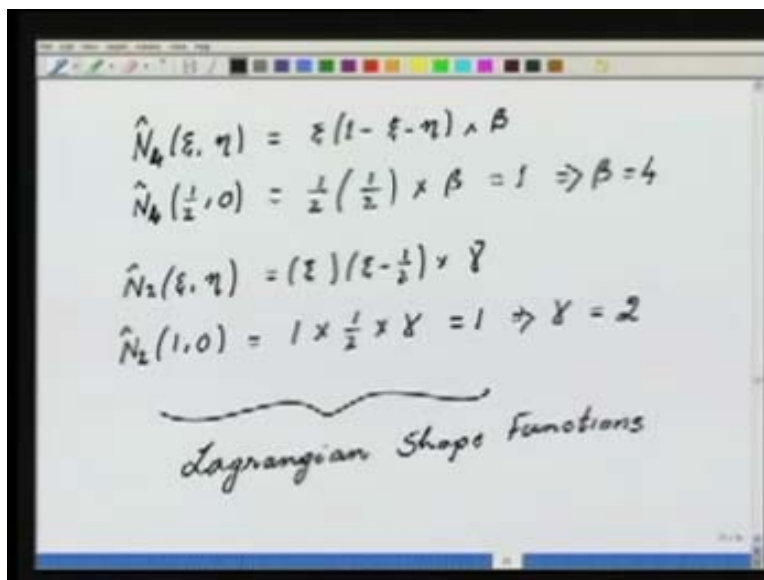 N̂₄(ξ, η) = ξ(1 - ξ - η) × β
N̂₄(½, 0) = ½(½) × β = 1 ⇒ β = 4
N̂₂(ξ, η) = (ξ)(ξ - ½) × γ
N̂₂(1, 0) = 1 × ½ × γ = 1 ⇒ γ = 2
Lagrangian Shape Functions